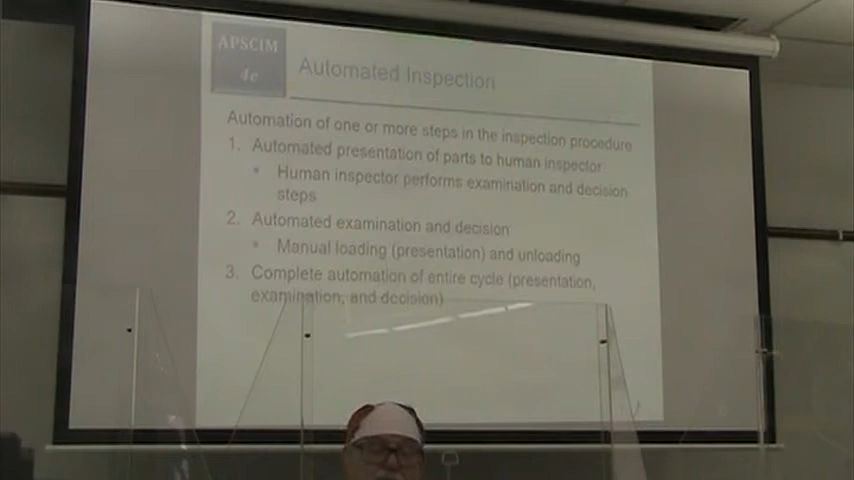 APSCIM
4e
Automated Inspection
Automation of one or more steps in the inspection procedure
1. Automated presentation of parts to human inspector
• Human inspector performs examination and decision
steps
2. Automated examination and decision
• Manual loading (presentation) and unloading
3. Complete automation of entire cycle (presentation,
examination, and decision)